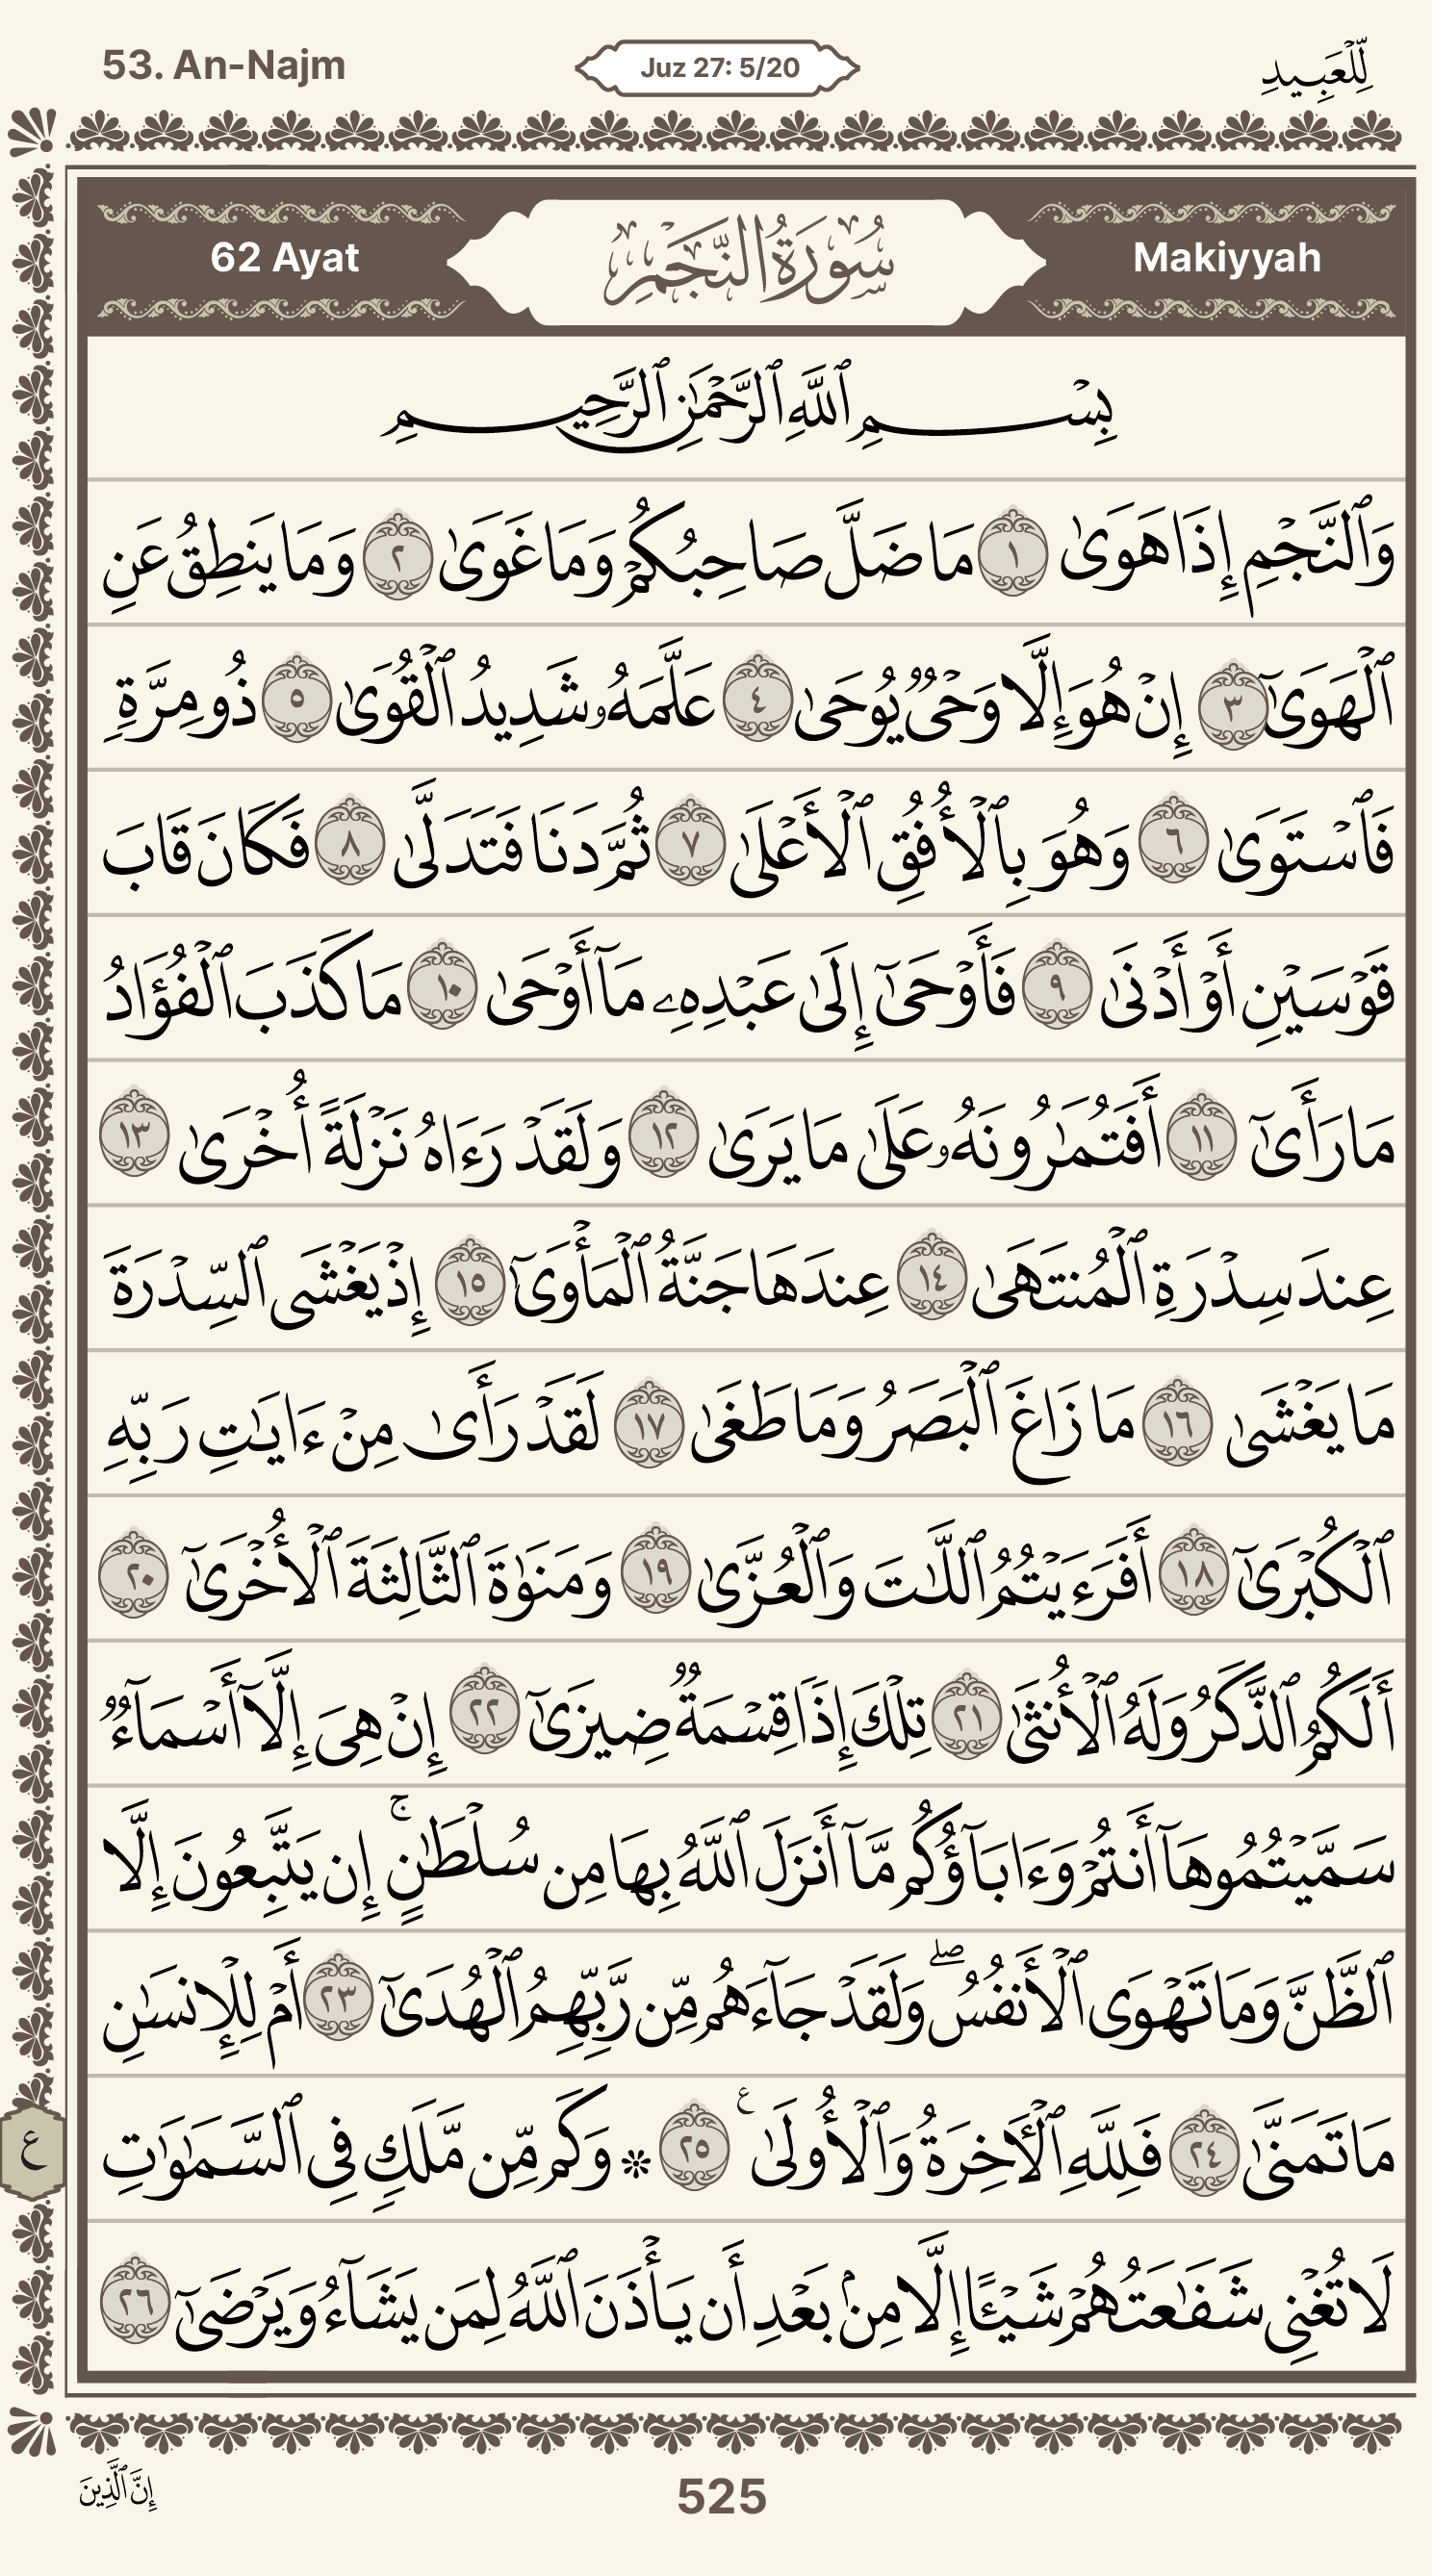 53. An-Najm
Juz 27: 5/20
لِّلْعَبِيدِ
62 Ayat
سُورَةُ النَّجْمِ
Makiyyah
بِسْمِ ٱللَّهِ ٱلرَّحْمَٰنِ ٱلرَّحِيمِ
وَٱلنَّجْمِ إِذَا هَوَىٰ ١ مَا ضَلَّ صَاحِبُكُمْ وَمَا غَوَىٰ ٢ وَمَا يَنطِقُ عَنِ
ٱلْهَوَىٰٓ ٣ إِنْ هُوَ إِلَّا وَحْىٌ يُوحَىٰ ٤ عَلَّمَهُۥ شَدِيدُ ٱلْقُوَىٰ ٥ ذُو مِرَّةٍ
فَٱسْتَوَىٰ ٦ وَهُوَ بِٱلْأُفُقِ ٱلْأَعْلَىٰ ٧ ثُمَّ دَنَا فَتَدَلَّىٰ ٨ فَكَانَ قَابَ
قَوْسَيْنِ أَوْ أَدْنَىٰ ٩ فَأَوْحَىٰٓ إِلَىٰ عَبْدِهِۦ مَآ أَوْحَىٰ ١٠ مَا كَذَبَ ٱلْفُؤَادُ
مَا رَأَىٰٓ ١١ أَفَتُمَٰرُونَهُۥ عَلَىٰ مَا يَرَىٰ ١٢ وَلَقَدْ رَءَاهُ نَزْلَةً أُخْرَىٰ ١٣
عِندَ سِدْرَةِ ٱلْمُنتَهَىٰ ١٤ عِندَهَا جَنَّةُ ٱلْمَأْوَىٰٓ ١٥ إِذْ يَغْشَى ٱلسِّدْرَةَ
مَا يَغْشَىٰ ١٦ مَا زَاغَ ٱلْبَصَرُ وَمَا طَغَىٰ ١٧ لَقَدْ رَأَىٰ مِنْ ءَايَٰتِ رَبِّهِ
ٱلْكُبْرَىٰٓ ١٨ أَفَرَءَيْتُمُ ٱللَّٰتَ وَٱلْعُزَّىٰ ١٩ وَمَنَوٰةَ ٱلثَّالِثَةَ ٱلْأُخْرَىٰٓ ٢٠
أَلَكُمُ ٱلذَّكَرُ وَلَهُ ٱلْأُنثَىٰ ٢١ تِلْكَ إِذًا قِسْمَةٌ ضِيزَىٰٓ ٢٢ إِنْ هِىَ إِلَّآ أَسْمَآءٌ
سَمَّيْتُمُوهَآ أَنتُمْ وَءَابَآؤُكُم مَّآ أَنزَلَ ٱللَّهُ بِهَا مِن سُلْطَٰنٍ ۚ إِن يَتَّبِعُونَ إِلَّا
ٱلظَّنَّ وَمَا تَهْوَى ٱلْأَنفُسُ ۖ وَلَقَدْ جَآءَهُم مِّن رَّبِّهِمُ ٱلْهُدَىٰٓ ٢٣ أَمْ لِلْإِنسَٰنِ
مَا تَمَنَّىٰ ٢٤ فَلِلَّهِ ٱلْءَاخِرَةُ وَٱلْأُولَىٰ ع ٢٥ ۞ وَكَم مِّن مَّلَكٍ فِى ٱلسَّمَٰوَٰتِ
ع
لَا تُغْنِى شَفَٰعَتُهُمْ شَيْـًٔا إِلَّا مِنۢ بَعْدِ أَن يَأْذَنَ ٱللَّهُ لِمَن يَشَآءُ وَيَرْضَىٰٓ ٢٦
إِنَّ ٱلَّذِينَ
525